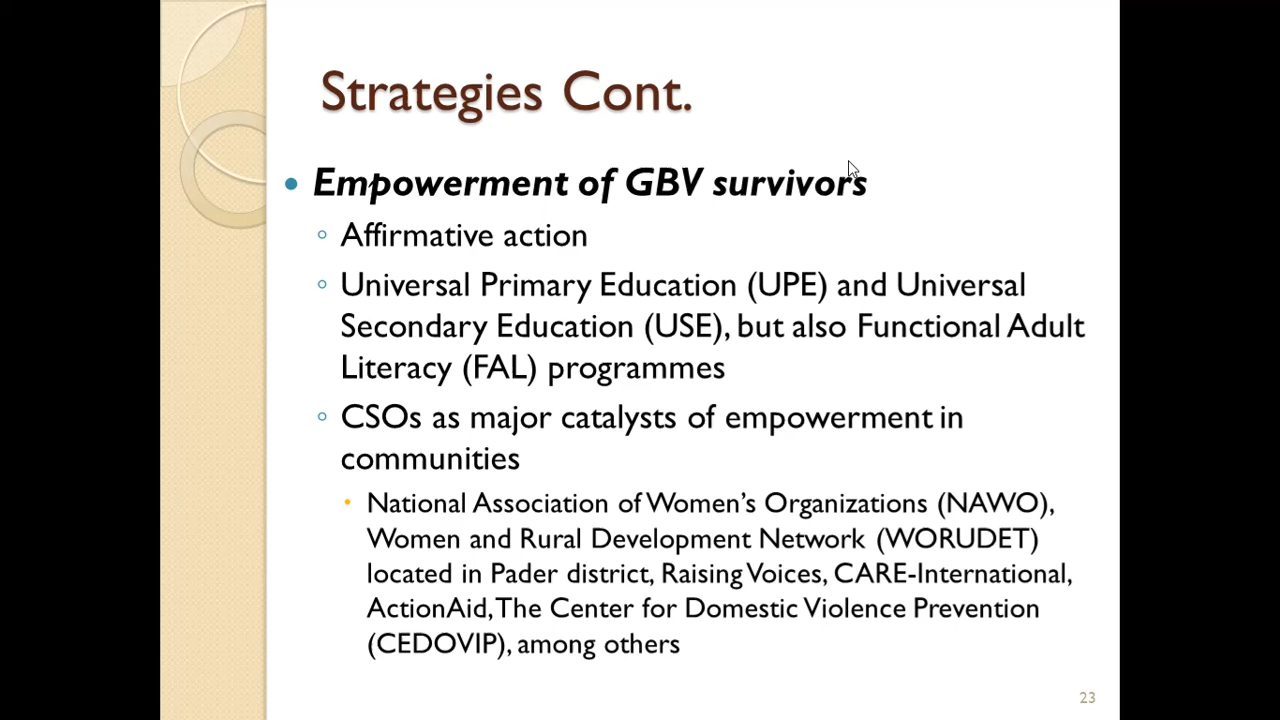 Strategies Cont.
• Empowerment of GBV survivors
◦ Affirmative action
◦ Universal Primary Education (UPE) and Universal
Secondary Education (USE), but also Functional Adult
Literacy (FAL) programmes
◦ CSOs as major catalysts of empowerment in
communities
• National Association of Women's Organizations (NAWO),
Women and Rural Development Network (WORUDET)
located in Pader district, Raising Voices, CARE-International,
ActionAid, The Center for Domestic Violence Prevention
(CEDOVIP), among others
23